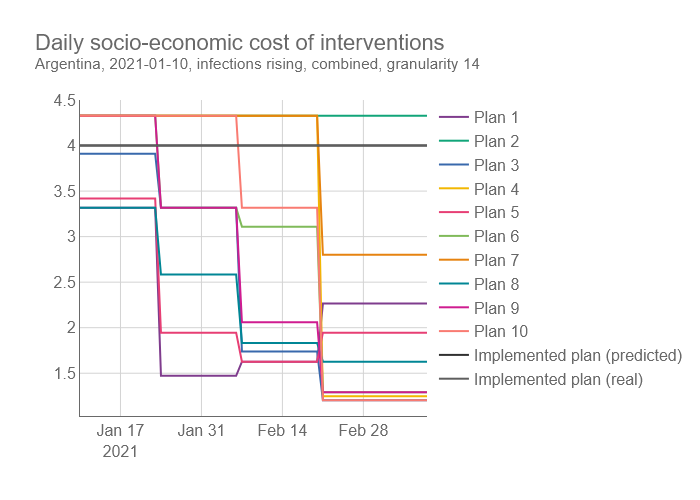 Daily socio-economic cost of interventions
Argentina, 2021-01-10, infections rising, combined, granularity 14
4.5
4
3.5
3
2.5
2
1.5
Jan 17
2021
Jan 31
Feb 14
Feb 28
Plan 1
Plan 2
Plan 3
Plan 4
Plan 5
Plan 6
Plan 7
Plan 8
Plan 9
Plan 10
Implemented plan (predicted)
Implemented plan (real)